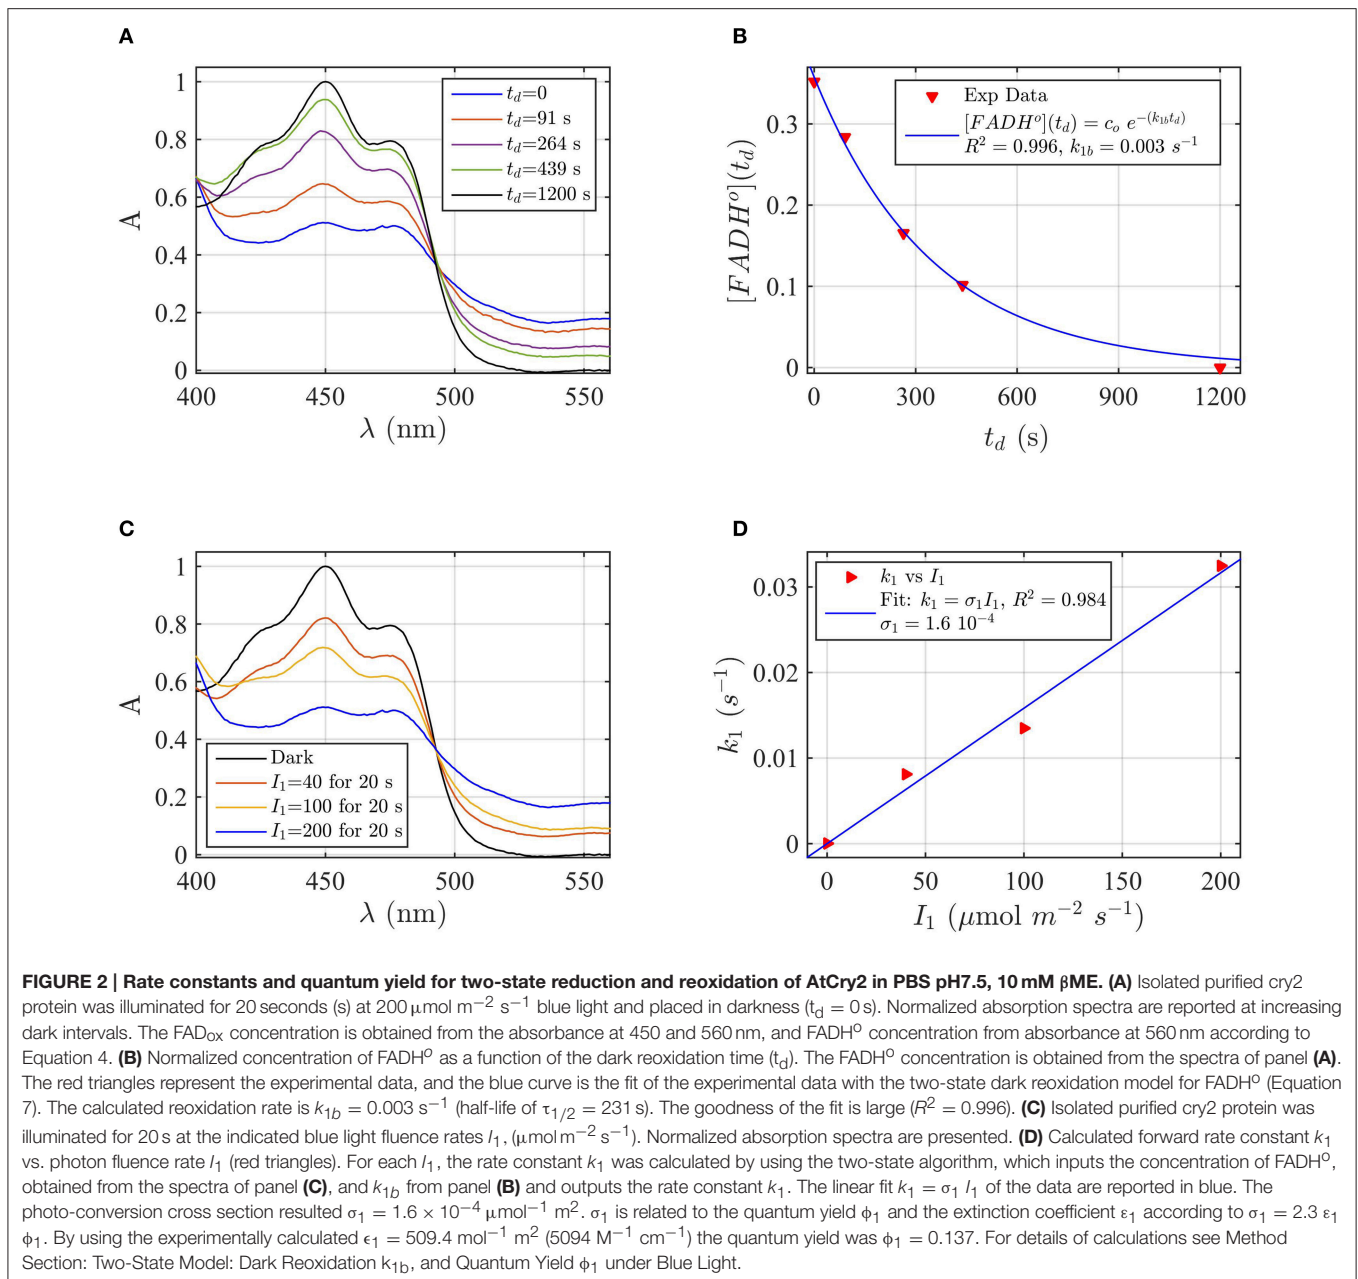 A
A
1
0.8
0.6
0.4
0.2
0
400 450 500 550
λ (nm)
t_d=0
t_d=91 s
t_d=264 s
t_d=439 s
t_d=1200 s
B
[FADH^o](t_d)
0.3
0.2
0.1
0
0 300 600 900 1200
t_d (s)
Exp Data
[FADH^o](t_d) = c_o e^{-(k_{1b}t_d)}
R^2 = 0.996, k_{1b} = 0.003 s^{-1}
C
A
1
0.8
0.6
0.4
0.2
0
400 450 500 550
λ (nm)
Dark
I_1=40 for 20 s
I_1=100 for 20 s
I_1=200 for 20 s
D
k_1 (s^{-1})
0.03
0.02
0.01
0
0 50 100 150 200
I_1 (μmol m^{-2} s^{-1})
k_1 vs I_1
Fit: k_1 = σ_1I_1, R^2 = 0.984
σ_1 = 1.6 10^{-4}
FIGURE 2 | Rate constants and quantum yield for two-state reduction and reoxidation of AtCry2 in PBS pH7.5, 10 mM βME. (A) Isolated purified cry2
protein was illuminated for 20 seconds (s) at 200 μmol m^{-2} s^{-1} blue light and placed in darkness (t_d = 0 s). Normalized absorption spectra are reported at increasing
dark intervals. The FAD_ox concentration is obtained from the absorbance at 450 and 560 nm, and FADH^o concentration from absorbance at 560 nm according to
Equation 4. (B) Normalized concentration of FADH^o as a function of the dark reoxidation time (t_d). The FADH^o concentration is obtained from the spectra of panel (A).
The red triangles represent the experimental data, and the blue curve is the fit of the experimental data with the two-state dark reoxidation model for FADH^o (Equation
7). The calculated reoxidation rate is k_{1b} = 0.003 s^{-1} (half-life of τ_{1/2} = 231 s). The goodness of the fit is large (R^2 = 0.996). (C) Isolated purified cry2 protein was
illuminated for 20 s at the indicated blue light fluence rates I_1, (μmol m^{-2} s^{-1}). Normalized absorption spectra are presented. (D) Calculated forward rate constant k_1
vs. photon fluence rate I_1 (red triangles). For each I_1, the rate constant k_1 was calculated by using the two-state algorithm, which inputs the concentration of FADH^o,
obtained from the spectra of panel (C), and k_{1b} from panel (B) and outputs the rate constant k_1. The linear fit k_1 = σ_1 I_1 of the data are reported in blue. The
photo-conversion cross section resulted σ_1 = 1.6 × 10^{-4} μmol^{-1} m^2. σ_1 is related to the quantum yield ϕ_1 and the extinction coefficient ε_1 according to σ_1 = 2.3 ε_1
ϕ_1. By using the experimentally calculated ϵ_1 = 509.4 mol^{-1} m^2 (5094 M^{-1} cm^{-1}) the quantum yield was ϕ_1 = 0.137. For details of calculations see Method
Section: Two-State Model: Dark Reoxidation k_{1b}, and Quantum Yield ϕ_1 under Blue Light.